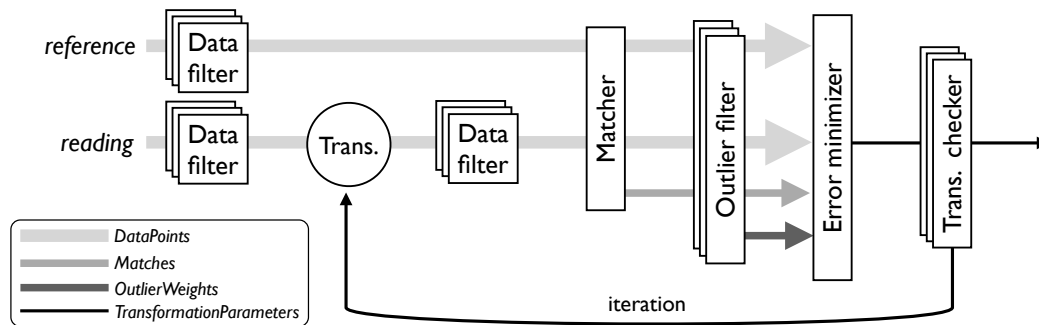 reference
Data
filter
reading
Data
filter
Trans.
Data
filter
Matcher
Outlier filter
Error minimizer
Trans. checker
DataPoints
Matches
OutlierWeights
TransformationParameters
iteration